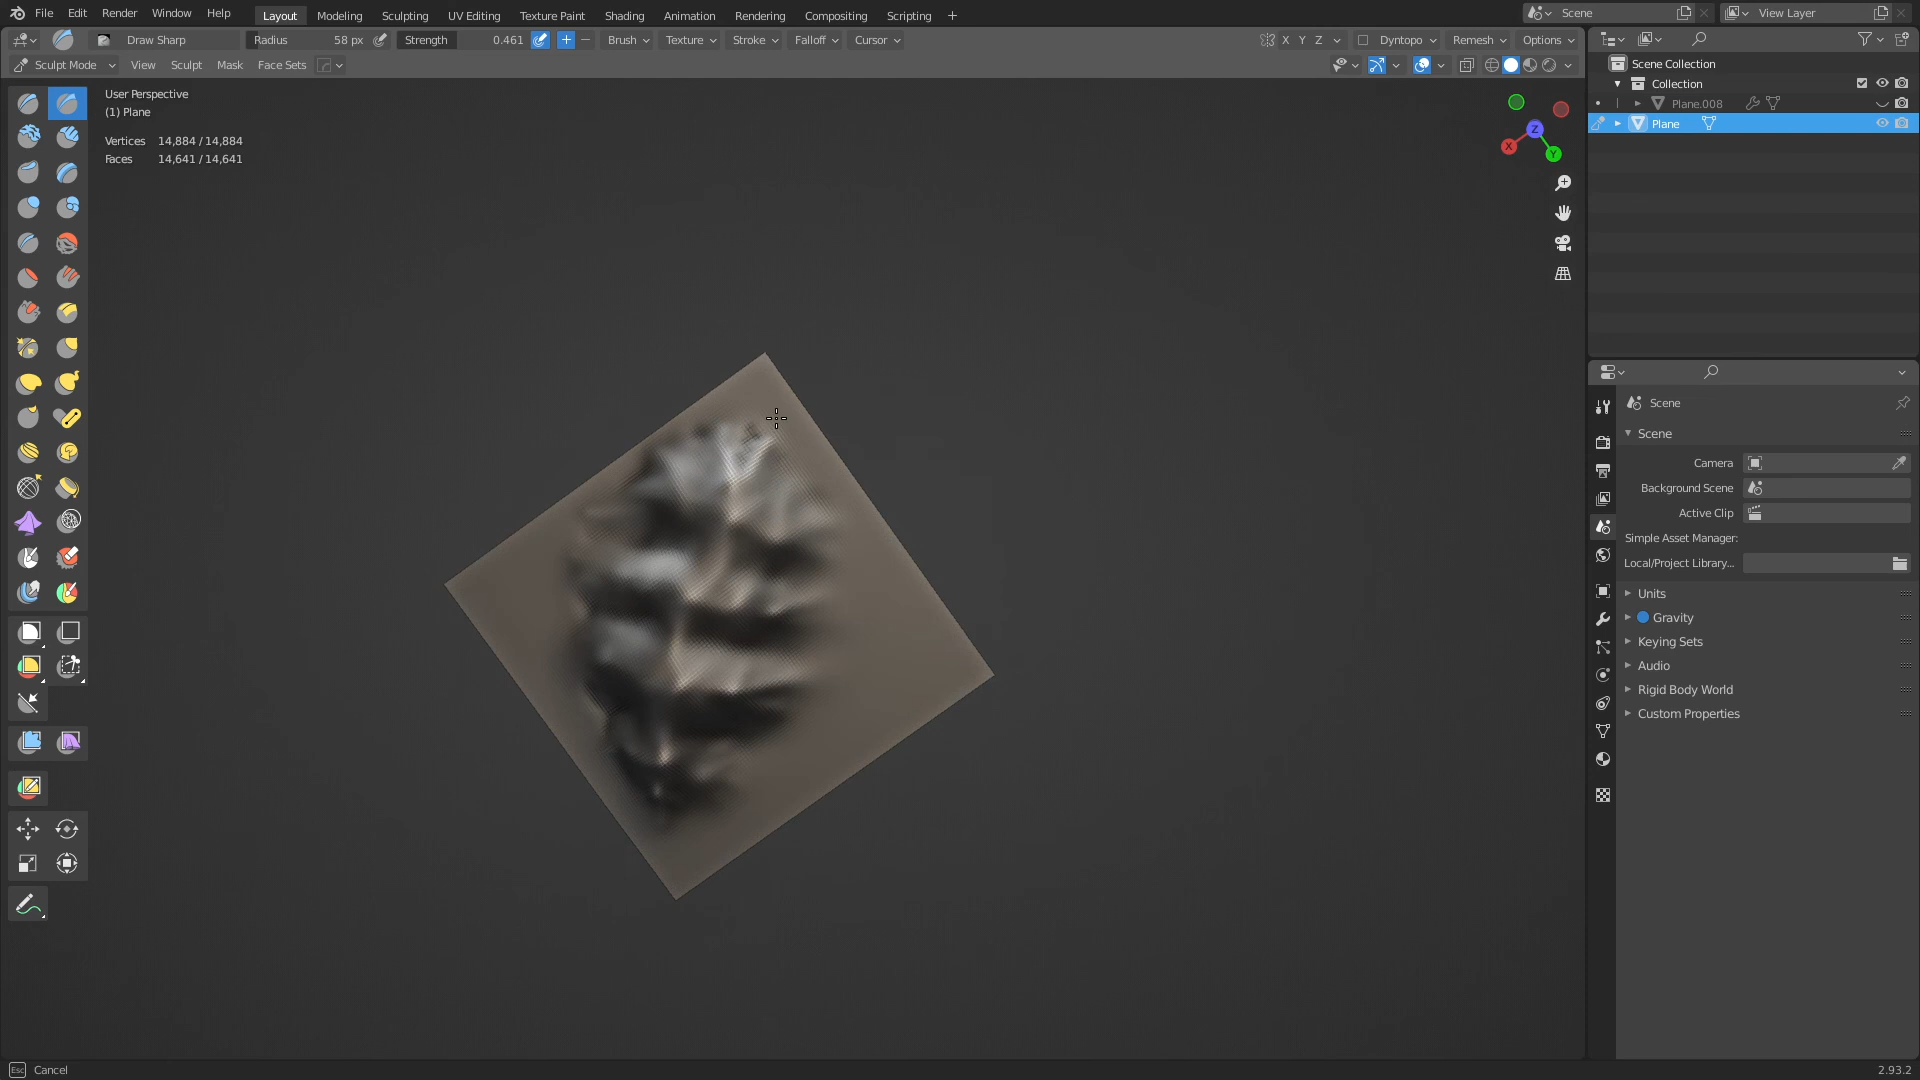 File Edit Render Window Help Layout Modeling Sculpting UV Editing Texture Paint Shading Animation Rendering Compositing Scripting + Scene View Layer
Draw Sharp Radius 58 px Strength 0.461 + − Brush Texture Stroke Falloff Cursor X Y Z Dyntopo Remesh Options
Sculpt Mode View Sculpt Mask Face Sets
User Perspective
(1) Plane
Vertices 14,884 / 14,884
Faces 14,641 / 14,641
Z
X
Y
Scene Collection
Collection
Plane.008
Plane
Scene
Scene
Camera
Background Scene
Active Clip
Simple Asset Manager:
Local/Project Library...
Units
Gravity
Keying Sets
Audio
Rigid Body World
Custom Properties
Esc Cancel 2.93.2